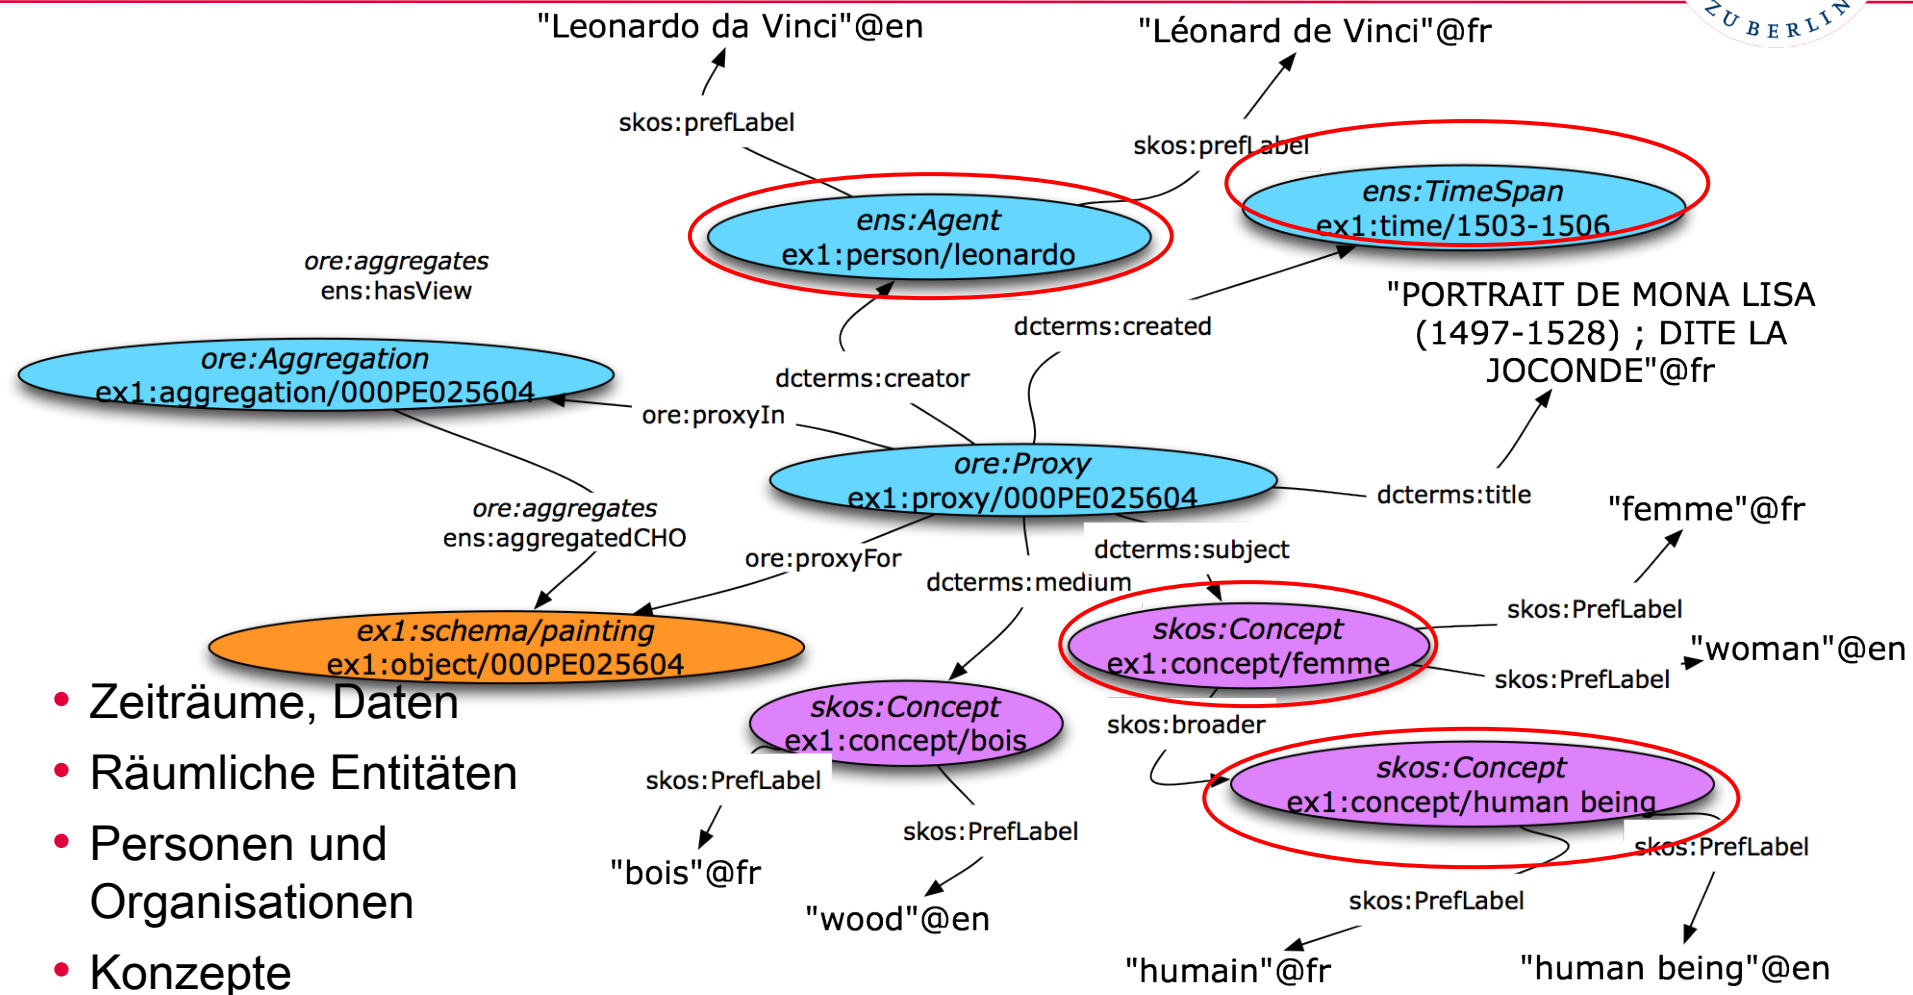 ZU BERLIN
"Leonardo da Vinci"@en
"Léonard de Vinci"@fr
skos:prefLabel
skos:prefLabel
ens:TimeSpan
ex1:time/1503-1506
ens:Agent
ex1:person/leonardo
ore:aggregates
ens:hasView
"PORTRAIT DE MONA LISA
(1497-1528) ; DITE LA
JOCONDE"@fr
dcterms:created
ore:Aggregation
ex1:aggregation/000PE025604
dcterms:creator
ore:proxyIn
ore:Proxy
ex1:proxy/000PE025604
dcterms:title
"femme"@fr
ore:aggregates
ens:aggregatedCHO
ore:proxyFor
dcterms:subject
dcterms:medium
skos:PrefLabel
ex1:schema/painting
ex1:object/000PE025604
skos:Concept
ex1:concept/femme
"woman"@en
skos:PrefLabel
skos:Concept
ex1:concept/bois
skos:broader
skos:Concept
ex1:concept/human being
skos:PrefLabel
skos:PrefLabel
skos:PrefLabel
"bois"@fr
"wood"@en
skos:PrefLabel
"humain"@fr
"human being"@en
• Zeiträume, Daten
• Räumliche Entitäten
• Personen und
Organisationen
• Konzepte